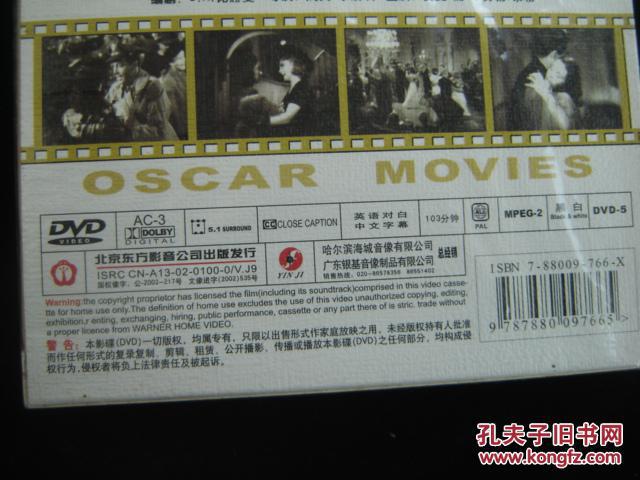 OSCAR MOVIES
DVD VIDEO
AC-3 DOLBY DIGITAL
5.1 SURROUND
CC CLOSE CAPTION
英语对白 中文字幕
103分钟
PAL
MPEG-2
黑白 Black & white
DVD-5
北京东方影音公司出版发行
ISRC CN-A13-02-0100-0/V.J9
YIN JI
哈尔滨海城音像有限公司
广东银基音像制品有限公司
总经销
ISBN 7-88009-766-X
9 787880 097665 >
Warning:the copyright proprietor has licensed the film(including its soundtrack)comprised in this video casse-
tte for home use only.The definition of home use excludes the use of this video unauthorized copying, editing,
exhibition,r enting, exchanging, hiring, public performance, cassette or any part there of is stric. trade without
a proper licence from WARNER HOME VIDEO.
警 告：本影碟(DVD)一切版权，均属专有，只限以出售形式作家庭放映之用，未经版权持有人批准
而作任何形式的复录复制、剪辑、租赁、公开播影、传播或播放本影碟(DVD)之任何部分，均构成侵
权行为，侵权者将负上法律责任及被起诉。
孔夫子旧书网
www.kongfz.com